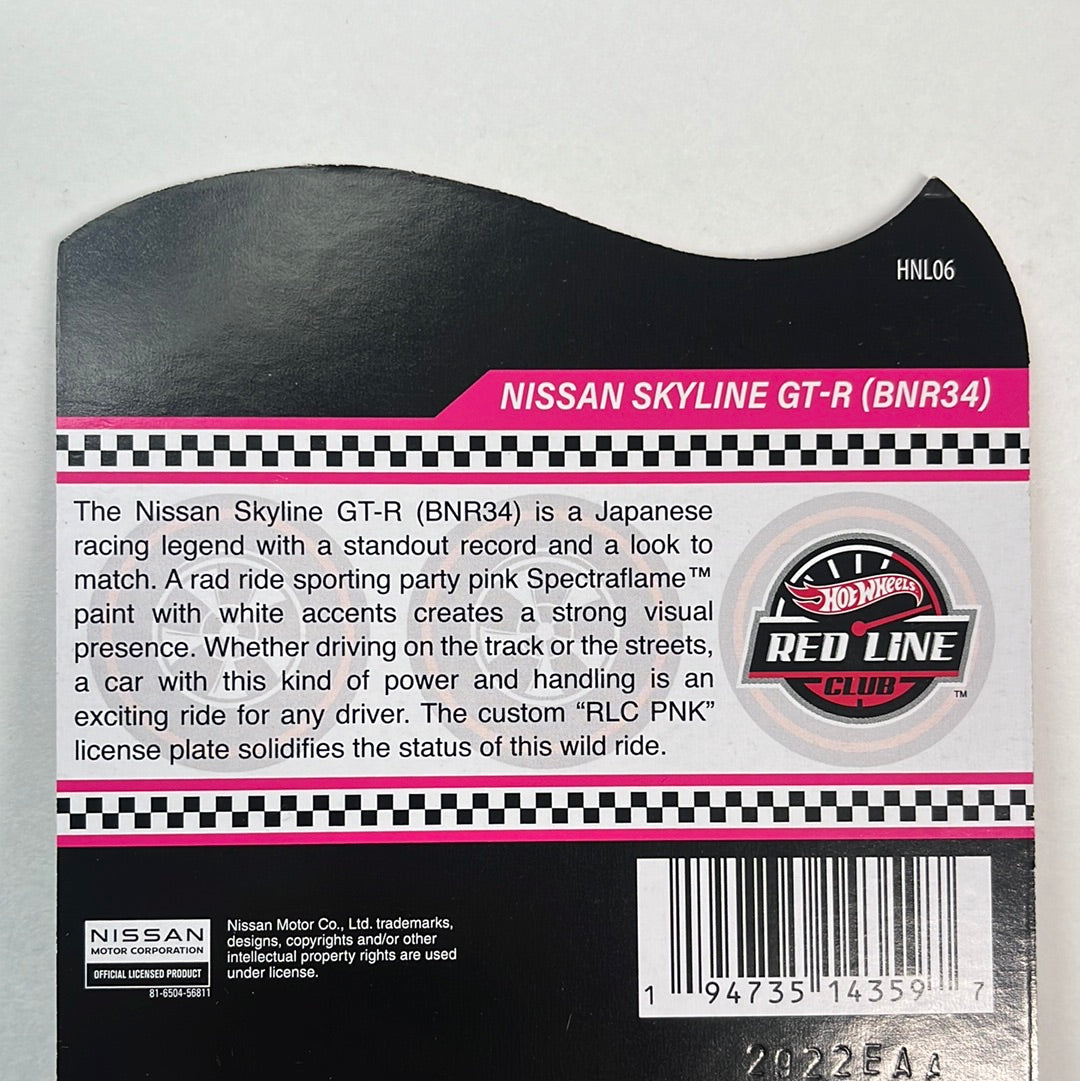 HNL06
NISSAN SKYLINE GT-R (BNR34)
The Nissan Skyline GT-R (BNR34) is a Japanese
racing legend with a standout record and a look to
match. A rad ride sporting party pink Spectraflame™
paint with white accents creates a strong visual
presence. Whether driving on the track or the streets,
a car with this kind of power and handling is an
exciting ride for any driver. The custom “RLC PNK”
license plate solidifies the status of this wild ride.
HOT WHEELS
RED LINE
CLUB
TM
NISSAN
MOTOR CORPORATION
OFFICIAL LICENSED PRODUCT
81-6504-56811
Nissan Motor Co., Ltd. trademarks,
designs, copyrights and/or other
intellectual property rights are used
under license.
1 94735 14359 7
2022EAA